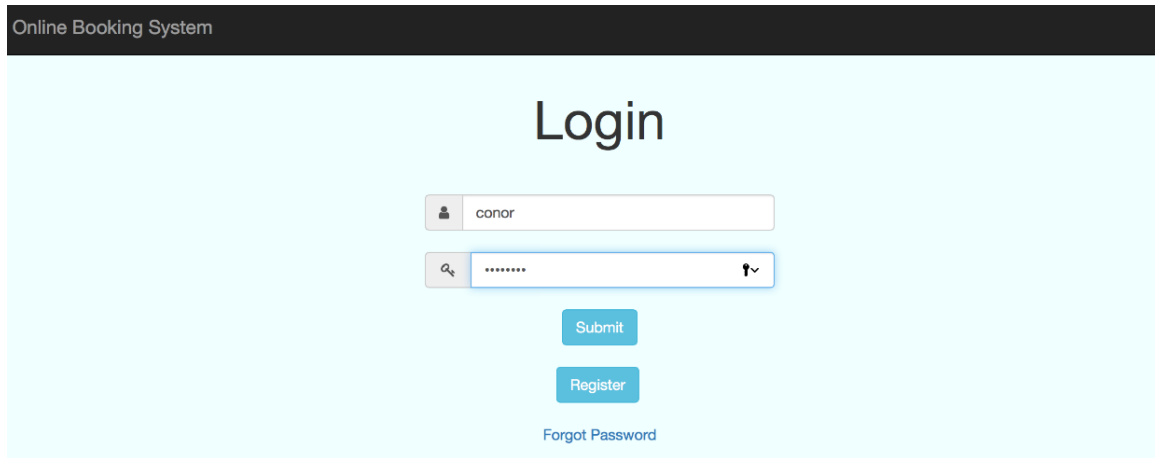 Online Booking System
Login
conor
••••••••
Submit
Register
Forgot Password